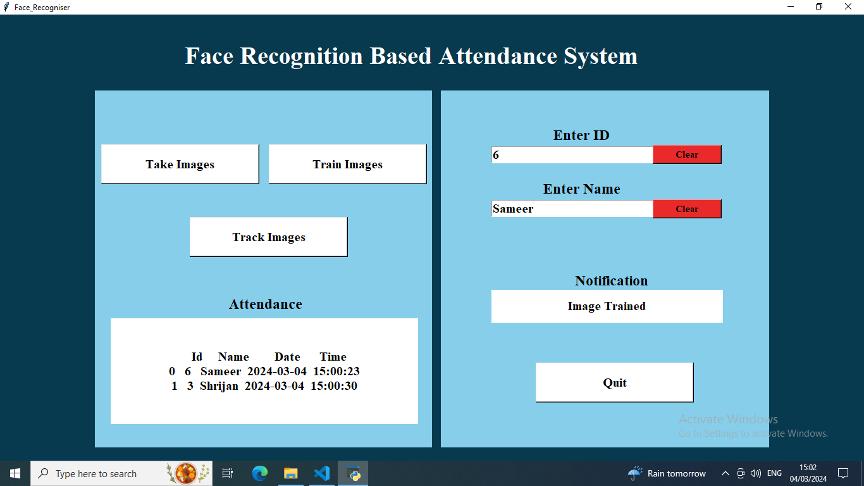 Face_Recogniser
Face Recognition Based Attendance System
Take Images
Train Images
Track Images
Attendance
Id Name Date Time
0 6 Sameer 2024-03-04 15:00:23
1 3 Shrijan 2024-03-04 15:00:30
Enter ID
6 Clear
Enter Name
Sameer Clear
Notification
Image Trained
Quit
Activate Windows
Go to Settings to activate Windows.
Type here to search
Rain tomorrow
ENG
15:02
04/03/2024